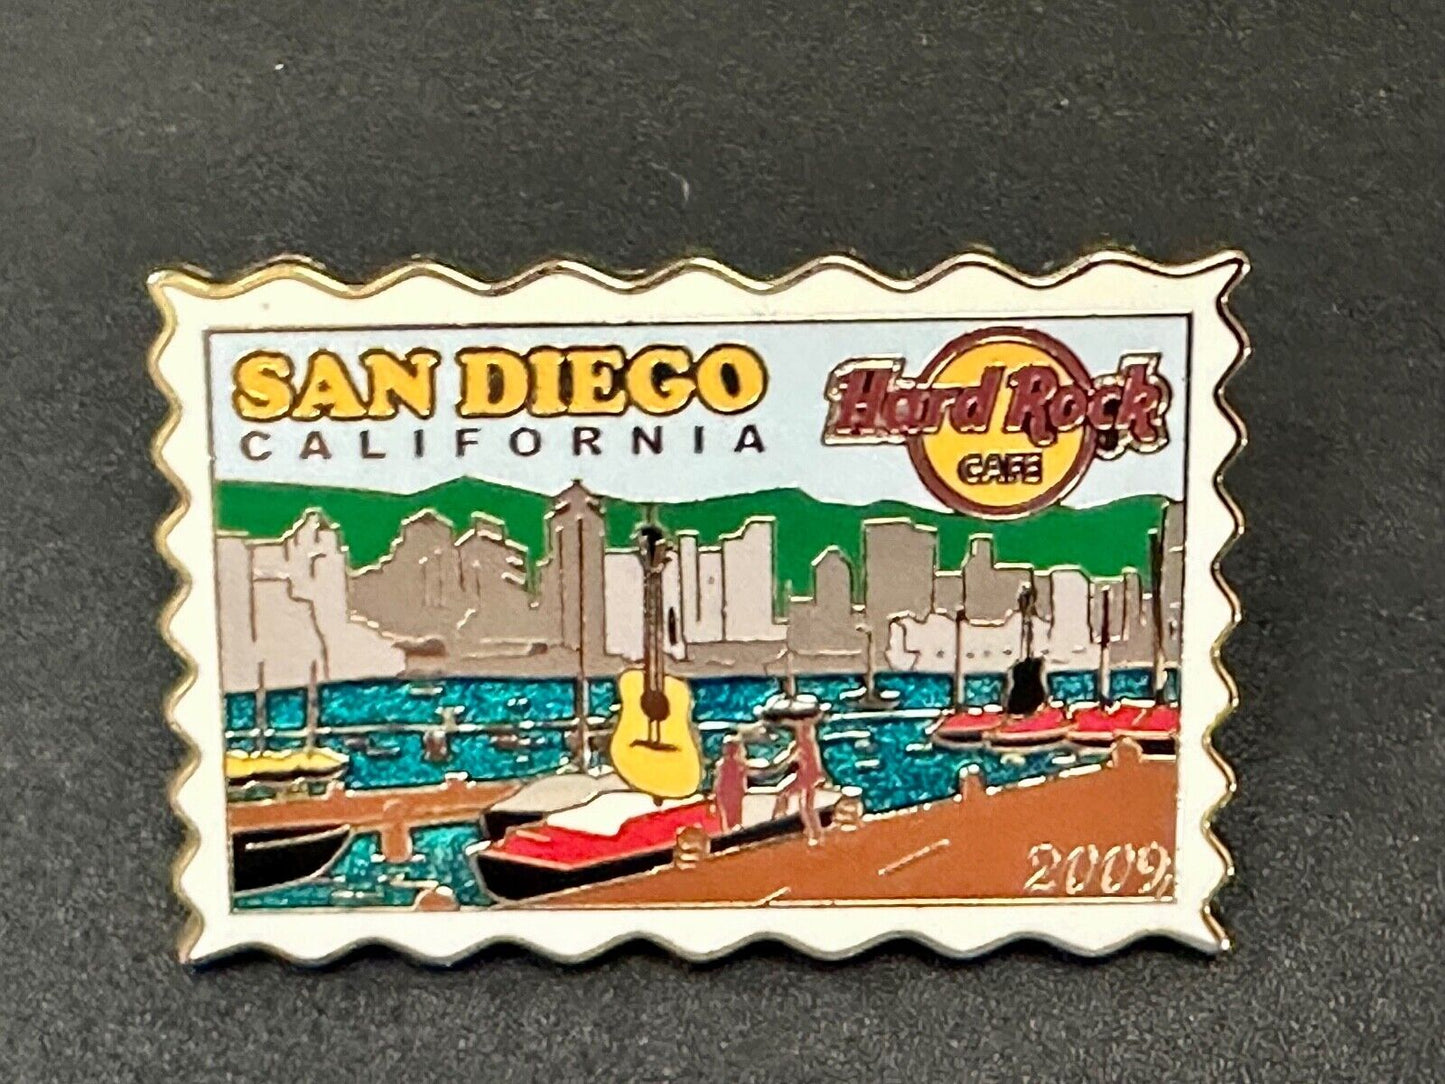 SAN DIEGO
CALIFORNIA
Hard Rock
CAFE
2009